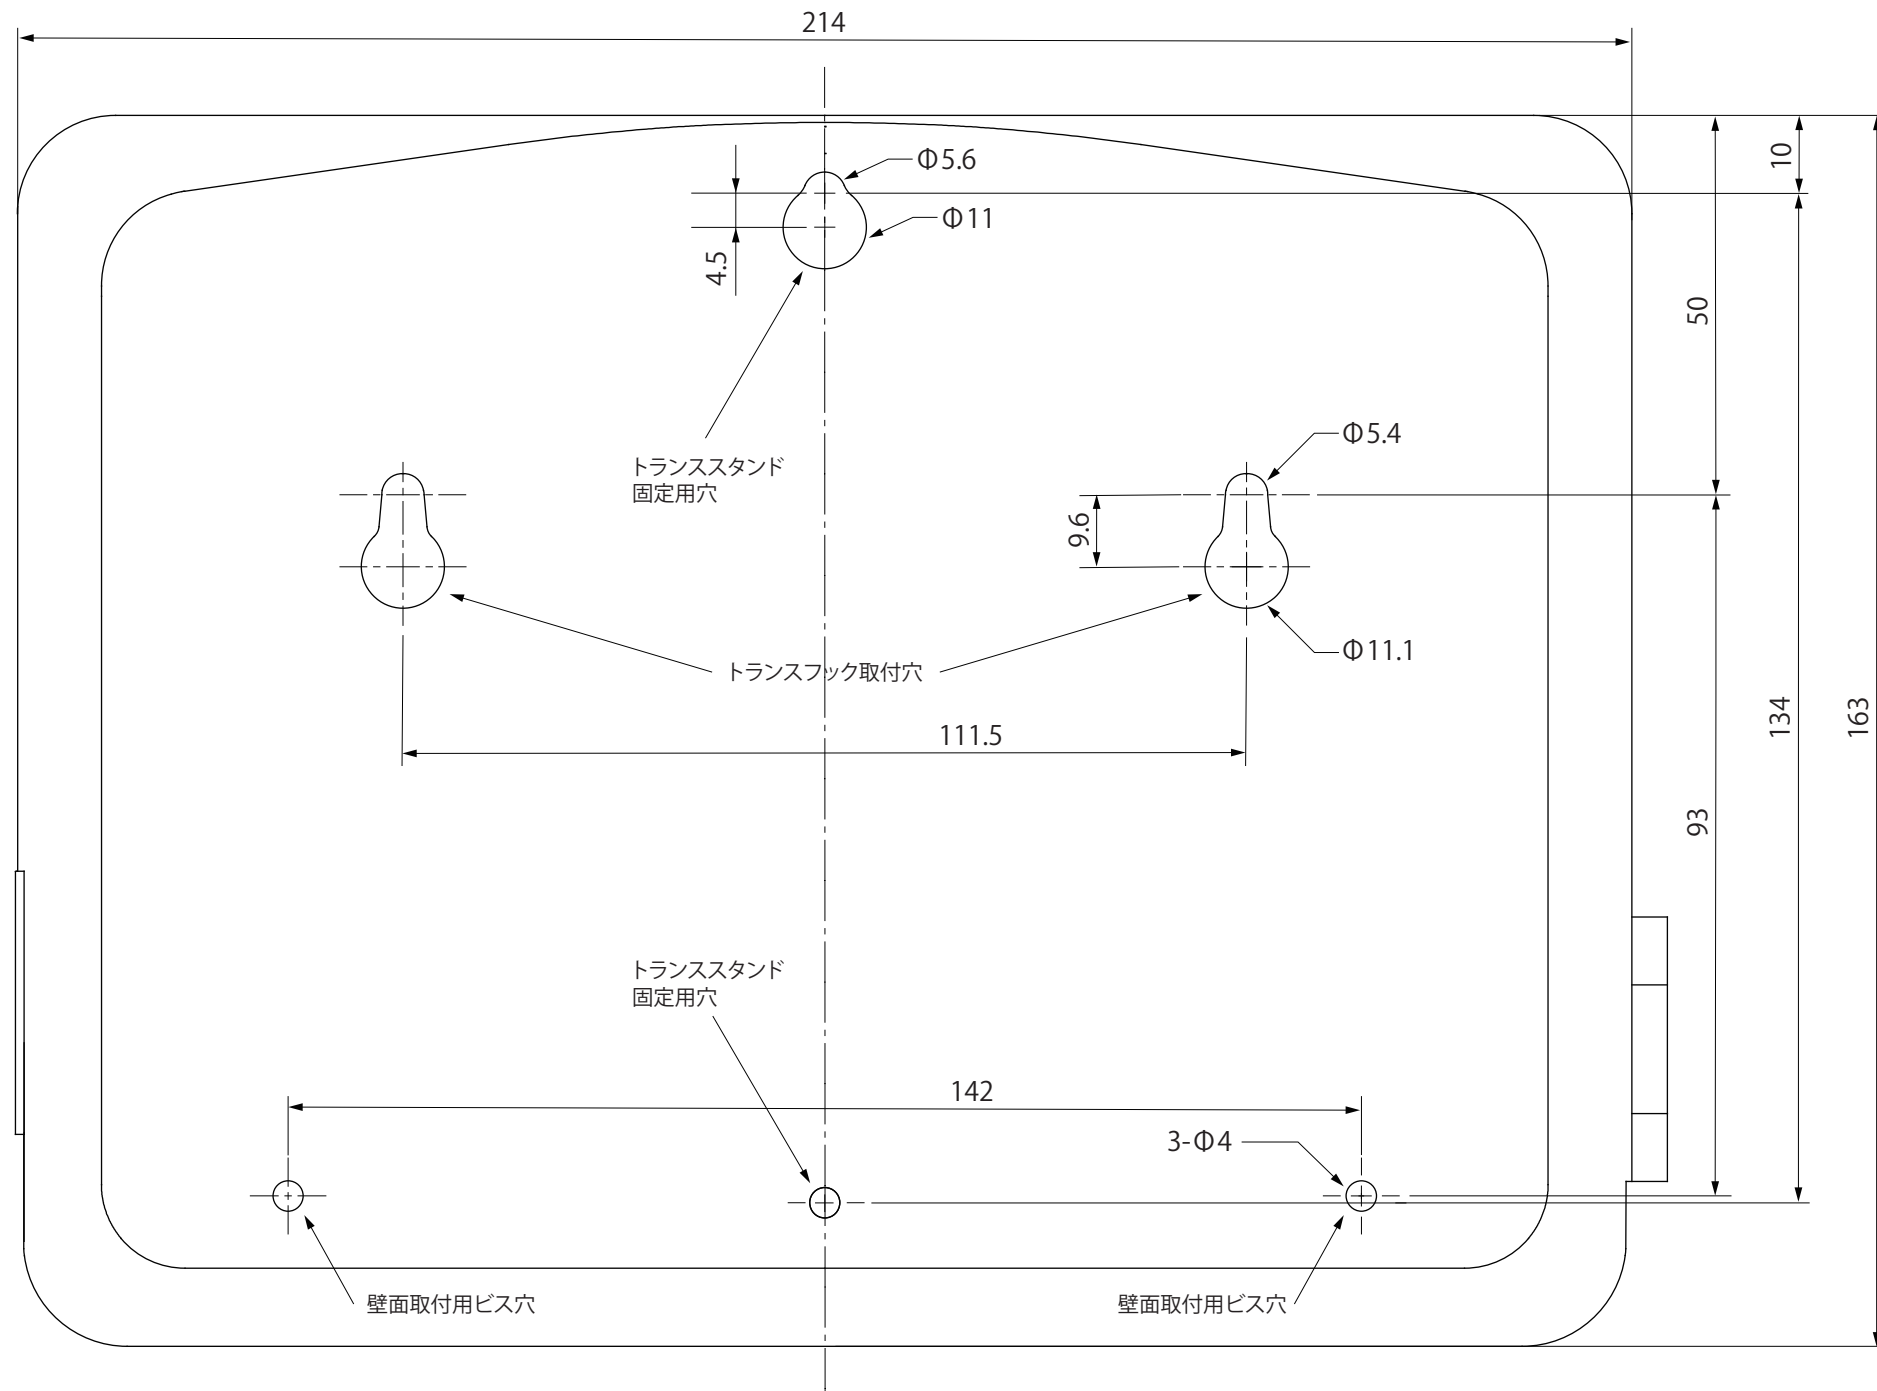 214
Φ5.6
10
Φ11
4.5
50
Φ5.4
トランススタンド
固定用穴
9.6
Φ11.1
トランスフック取付穴
111.5
134
163
93
トランススタンド
固定用穴
142
3-Φ4
壁面取付用ビス穴
壁面取付用ビス穴